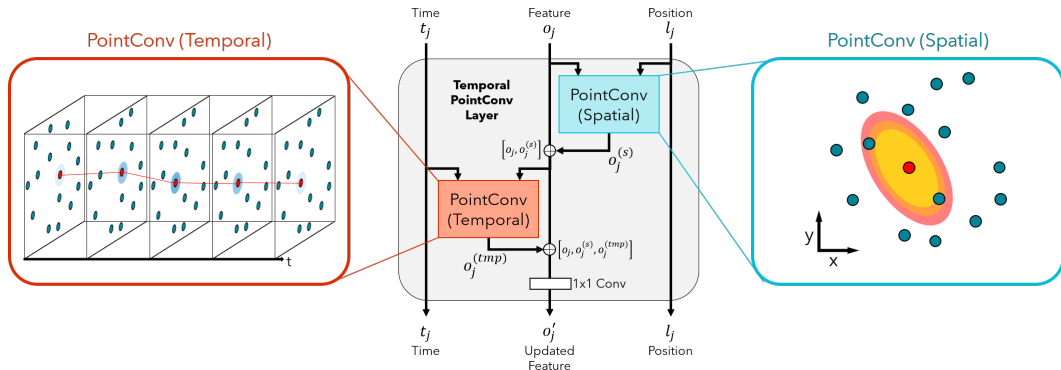 PointConv (Temporal)
t
Time
t_j
Feature
o_j
Position
l_j
Temporal
PointConv
Layer
PointConv
(Spatial)
[o_j, o_j^{(s)}]
o_j^{(s)}
PointConv
(Temporal)
o_j^{(tmp)}
[o_j, o_j^{(s)}, o_j^{(tmp)}]
1x1 Conv
t_j
Time
o'_j
Updated
Feature
l_j
Position
PointConv (Spatial)
y
x